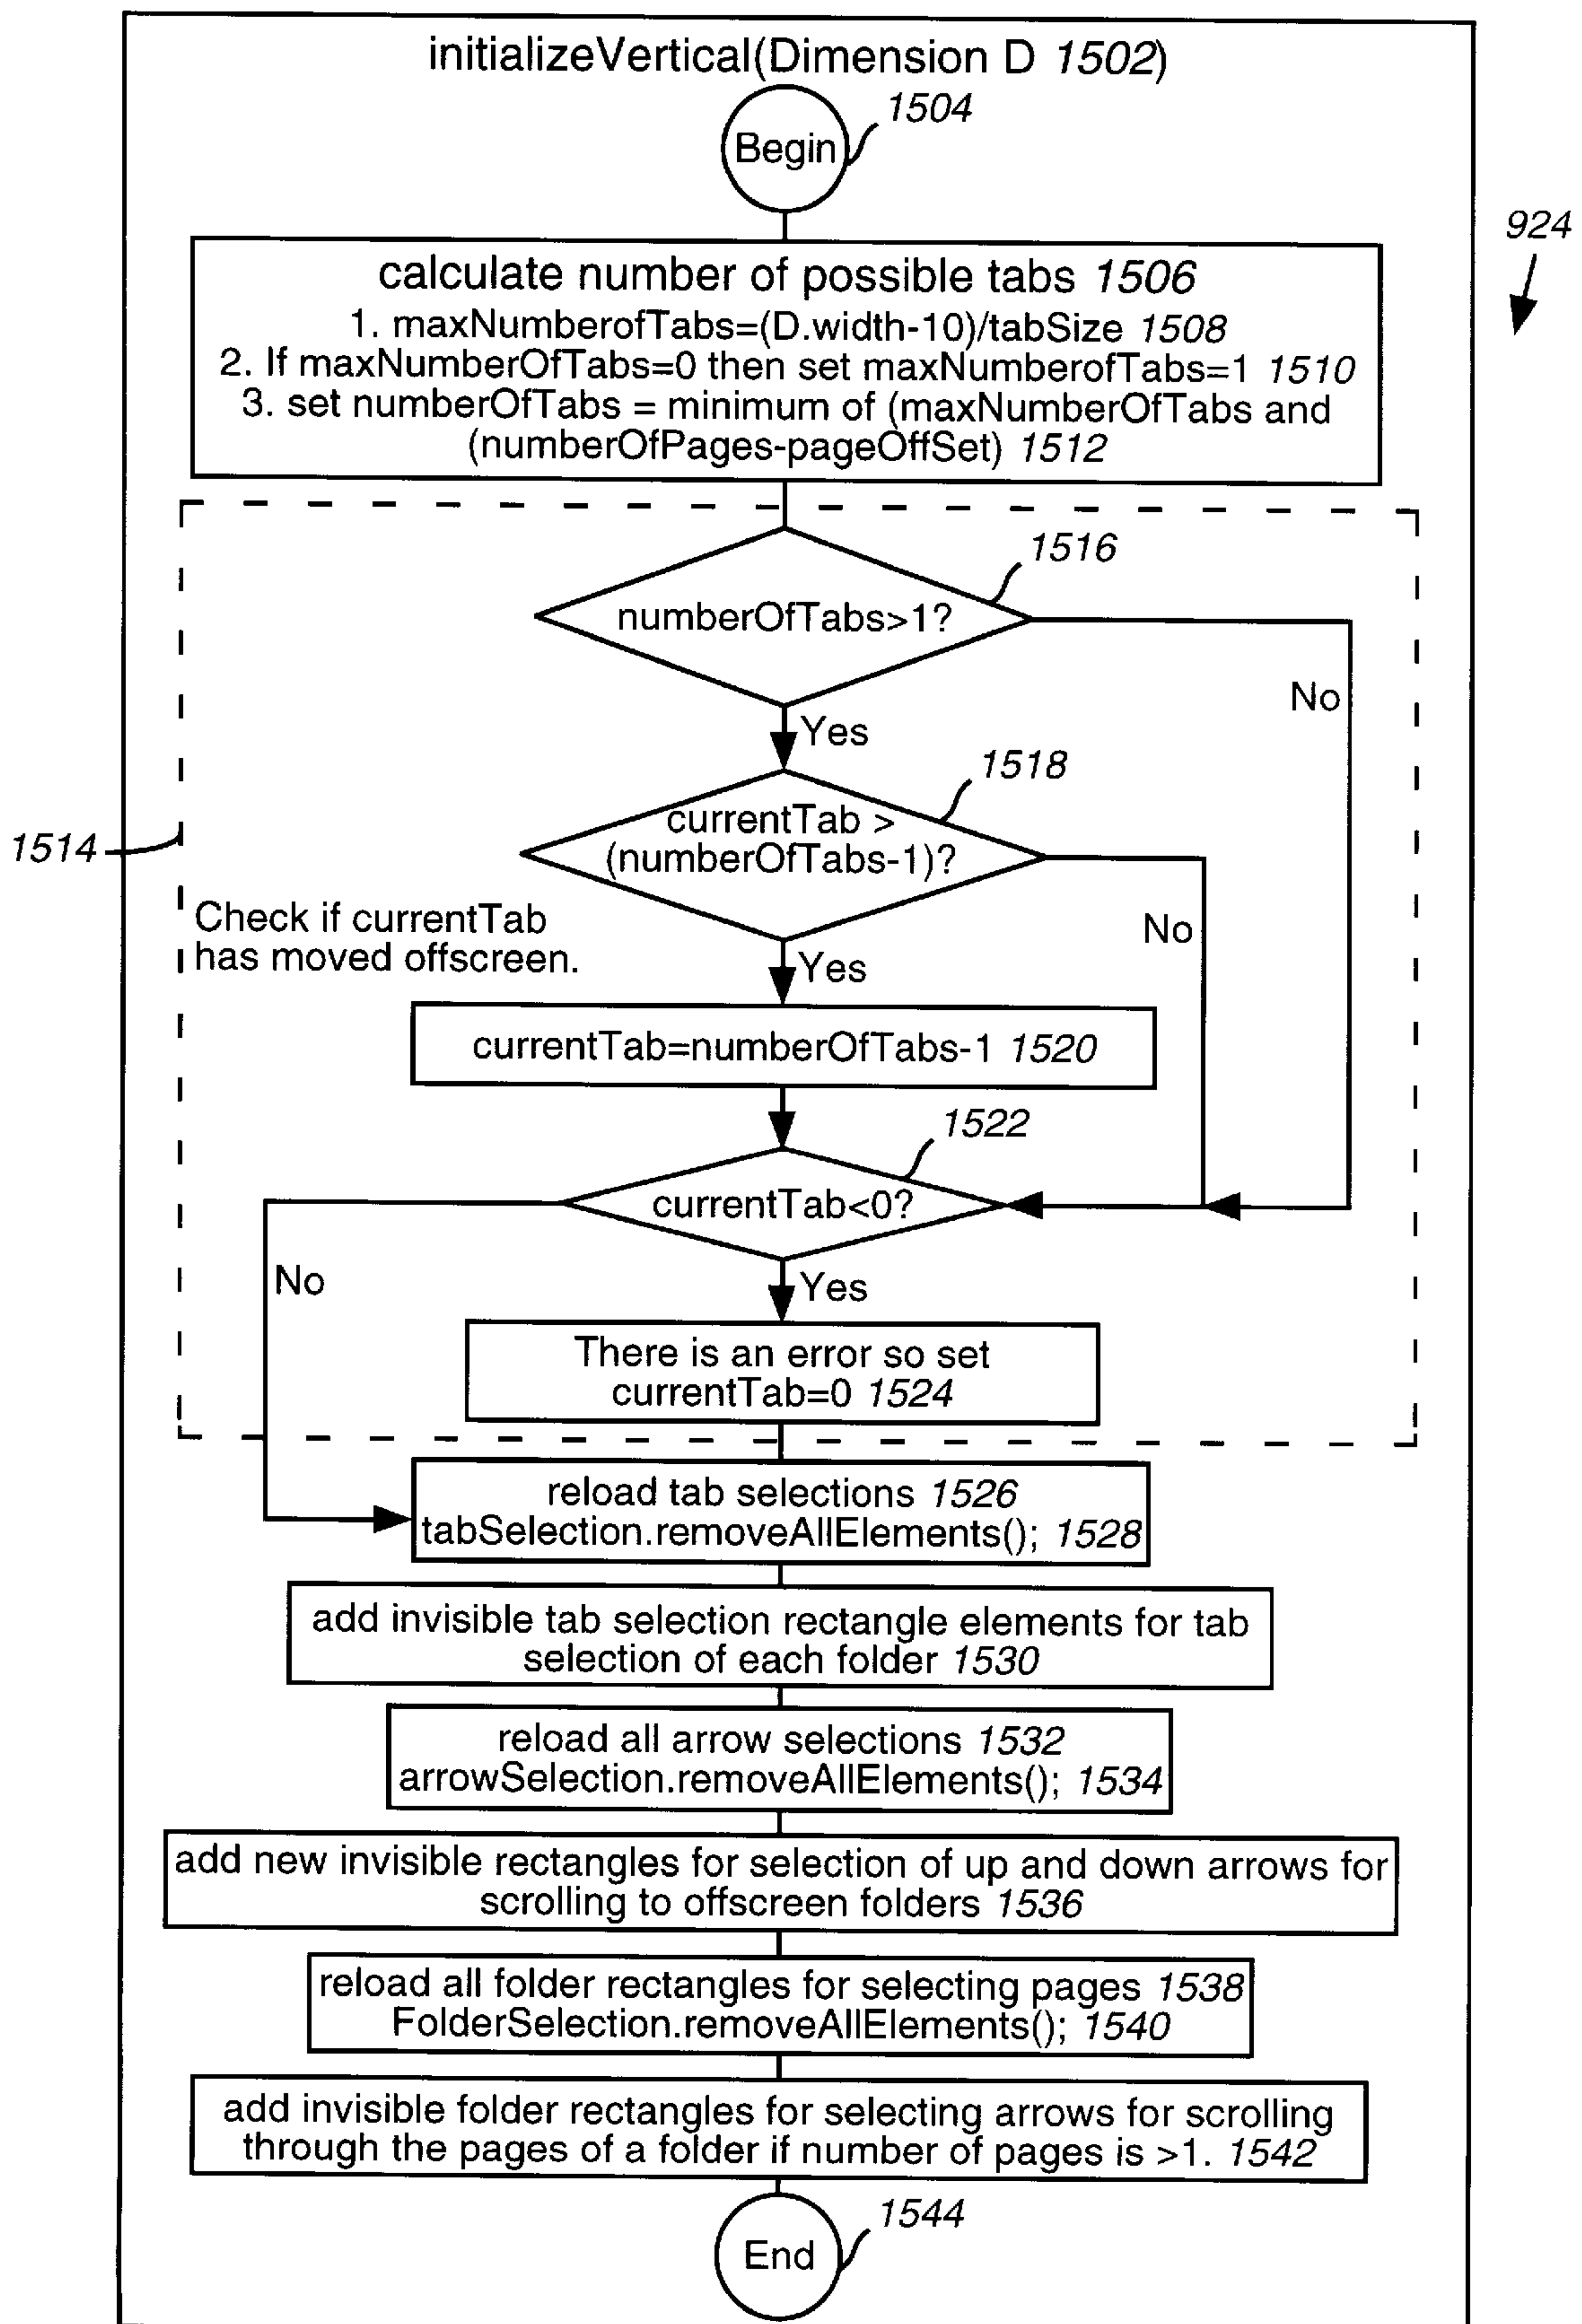 initializeVertical(Dimension D 1502)
1504
Begin
924
calculate number of possible tabs 1506
1. maxNumberofTabs=(D.width-10)/tabSize 1508
2. If maxNumberOfTabs=0 then set maxNumberofTabs=1 1510
3. set numberOfTabs = minimum of (maxNumberOfTabs and
(numberOfPages-pageOffSet) 1512
1516
numberOfTabs>1?
No
Yes
1518
currentTab >
(numberOfTabs-1)?
1514
Check if currentTab
has moved offscreen.
No
Yes
currentTab=numberOfTabs-1 1520
1522
currentTab<0?
No
Yes
There is an error so set
currentTab=0 1524
reload tab selections 1526
tabSelection.removeAllElements(); 1528
add invisible tab selection rectangle elements for tab
selection of each folder 1530
reload all arrow selections 1532
arrowSelection.removeAllElements(); 1534
add new invisible rectangles for selection of up and down arrows for
scrolling to offscreen folders 1536
reload all folder rectangles for selecting pages 1538
FolderSelection.removeAllElements(); 1540
add invisible folder rectangles for selecting arrows for scrolling
through the pages of a folder if number of pages is >1. 1542
1544
End